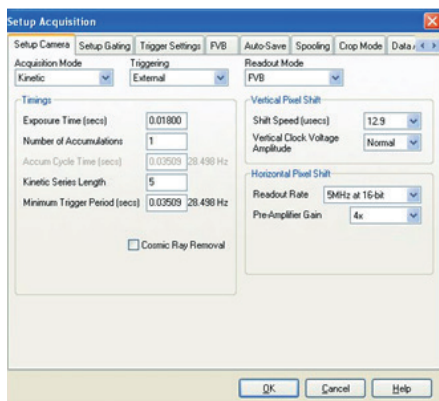 Setup Acquisition
Setup Camera Setup Gating Trigger Settings FVB Auto-Save Spooling Crop Mode Data
Acquisition Mode Triggering Readout Mode
Kinetic External FVB
Timings
Exposure Time (secs) 0.01800
Number of Accumulations 1
Accum Cycle Time (secs) 0.03509 28.498 Hz
Kinetic Series Length 5
Minimum Trigger Period (secs) 0.03509 28.498 Hz
Cosmic Ray Removal
Vertical Pixel Shift
Shift Speed (usecs) 12.9
Vertical Clock Voltage
Amplitude Normal
Horizontal Pixel Shift
Readout Rate 5MHz at 16-bit
Pre-Amplifier Gain 4x
OK Cancel Help